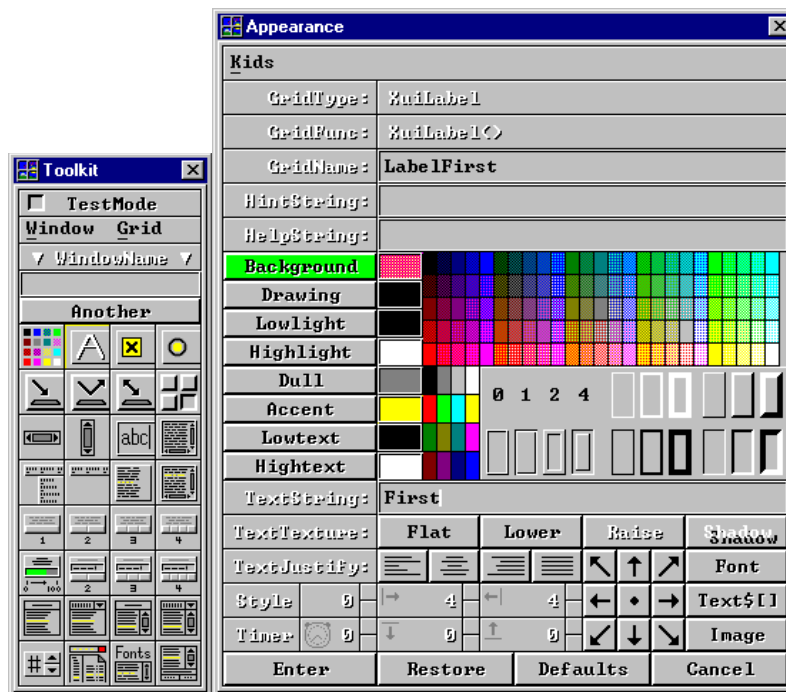 Appearance
Kids
GridType: XuiLabel
GridFunc: XuiLabel()
GridName: LabelFirst
HintString:
HelpString:
Background
Drawing
Lowlight
Highlight
Dull
Accent
Lowtext
Hightext
0 1 2 4
TextString: First
TextTexture: Flat Lower Raise Shadow
TextJustify: Font
Style 0 4 4 Text$[]
Timer 0 0 0 Image
Enter Restore Defaults Cancel
Toolkit
TestMode
Window Grid
WindowName
Another
A
abc
1 2 3 4
0 100 2 3 4
# Fonts